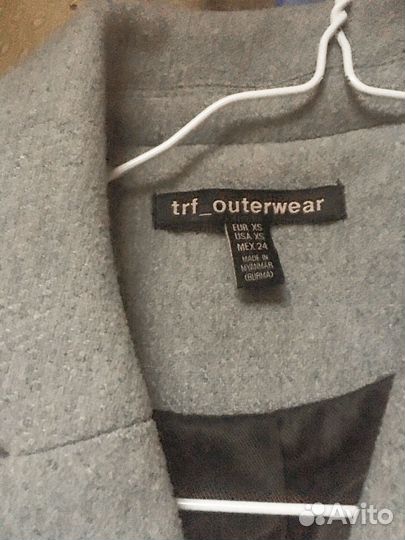 trf_outerwear
EUR XS
USA XS
MEX 24
MADE IN
MYANMAR
(BURMA)
Avito